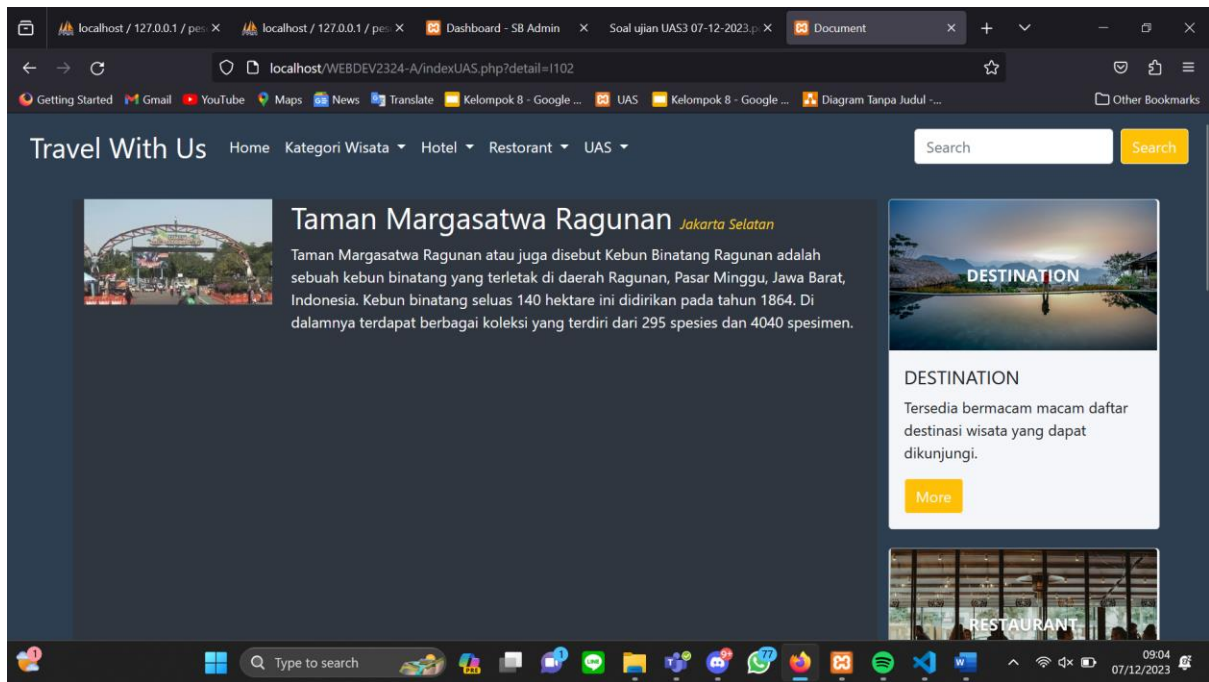 localhost / 127.0.0.1 / pes
localhost / 127.0.0.1 / pes
Dashboard - SB Admin
Soal ujian UAS3 07-12-2023.p
Document
localhost/WEBDEV2324-A/indexUAS.php?detail=I102
Getting Started
Gmail
YouTube
Maps
News
Translate
Kelompok 8 - Google ...
UAS
Kelompok 8 - Google ...
Diagram Tanpa Judul -...
Other Bookmarks
Travel With Us
Home
Kategori Wisata
Hotel
Restorant
UAS
Search
Search
Taman Margasatwa Ragunan Jakarta Selatan
Taman Margasatwa Ragunan atau juga disebut Kebun Binatang Ragunan adalah
sebuah kebun binatang yang terletak di daerah Ragunan, Pasar Minggu, Jawa Barat,
Indonesia. Kebun binatang seluas 140 hektare ini didirikan pada tahun 1864. Di
dalamnya terdapat berbagai koleksi yang terdiri dari 295 spesies dan 4040 spesimen.
DESTINATION
DESTINATION
Tersedia bermacam macam daftar
destinasi wisata yang dapat
dikunjungi.
More
RESTAURANT
1
Type to search
PRE
1
9+
77
09:04
07/12/2023